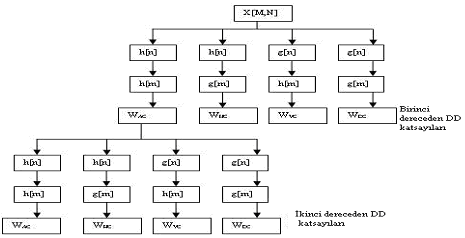 X[M,N]
h[n] h[n] g[n] g[n]
h[m] g[m] h[m] g[m]
WAC WHC WVC WDC
Birinci
dereceden DD
katsayıları
h[n] h[n] g[n] g[n]
h[m] g[m] h[m] g[m]
WAC WHC WVC WDC
İkinci dereceden DD
katsayıları